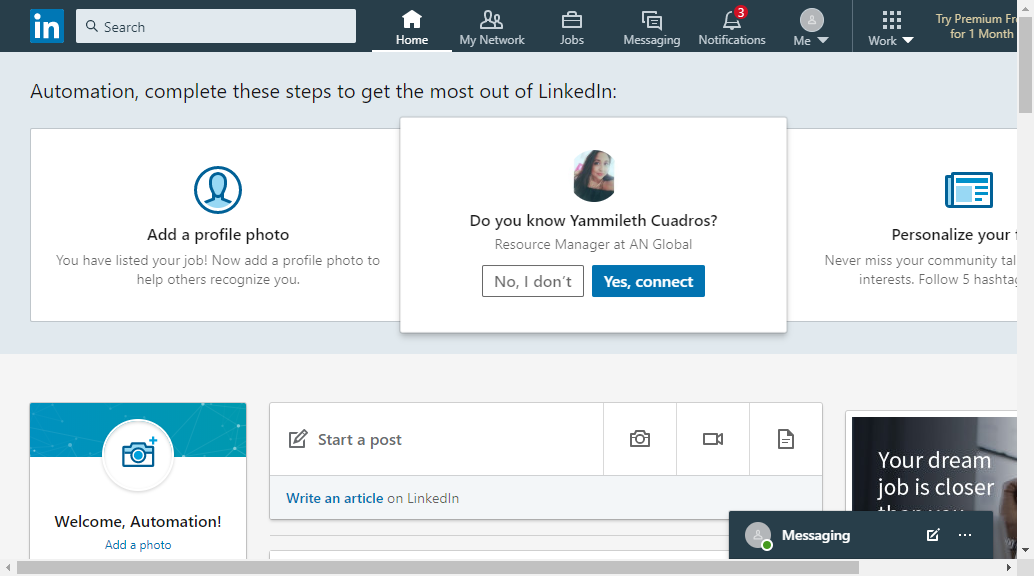 in
Search
Home
My Network
Jobs
Messaging
3
Notifications
Me
Work
Try Premium Fr
for 1 Month
Automation, complete these steps to get the most out of LinkedIn:
Add a profile photo
You have listed your job! Now add a profile photo to
help others recognize you.
Do you know Yammileth Cuadros?
Resource Manager at AN Global
No, I don't
Yes, connect
Personalize your
Never miss your community tal
interests. Follow 5 hashtag
Welcome, Automation!
Add a photo
Start a post
Write an article on LinkedIn
Your dream
job is closer
than you
Messaging